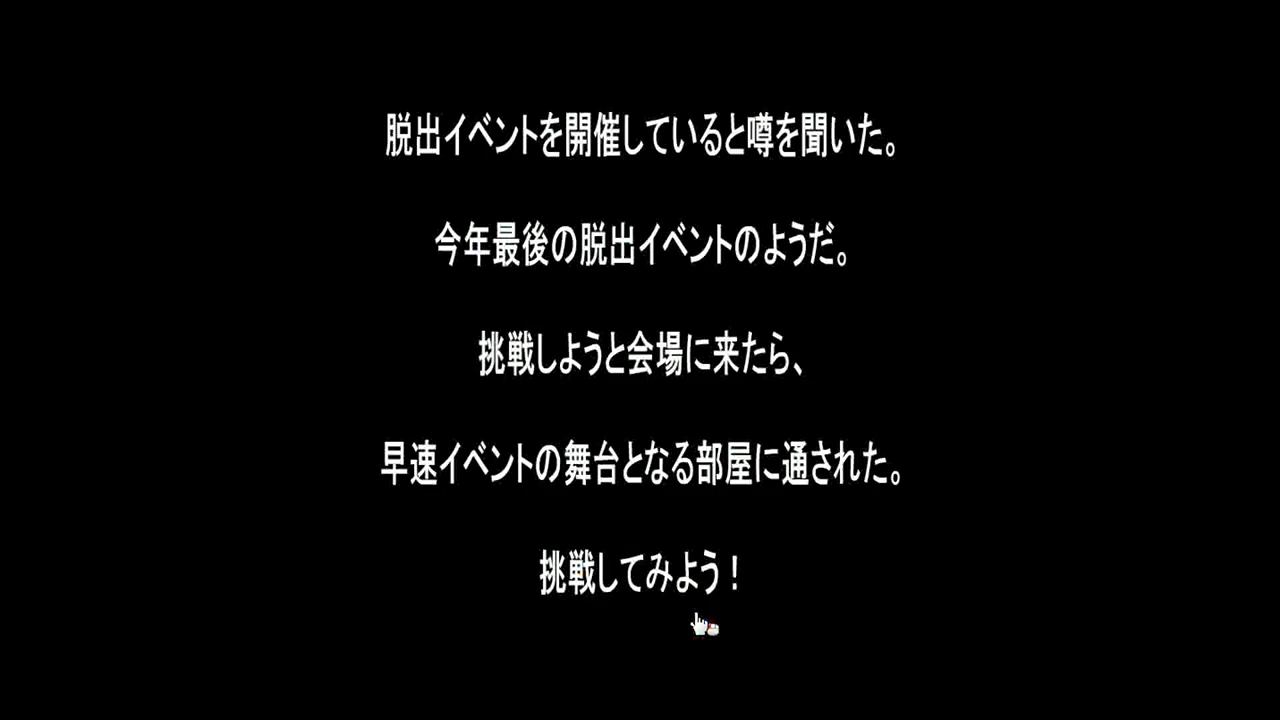 脱出イベントを開催していると噂を聞いた。
今年最後の脱出イベントのようだ。
挑戦しようと会場に来たら、
早速イベントの舞台となる部屋に通された。
挑戦してみよう！